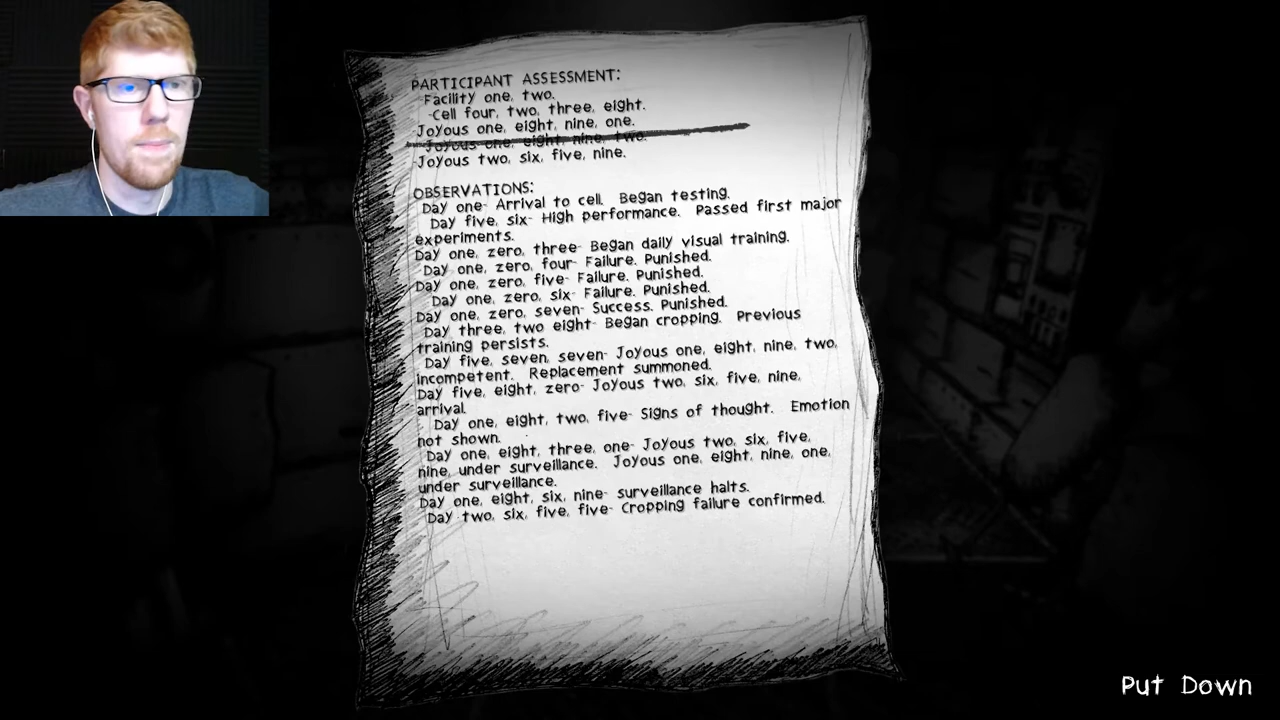 PARTICIPANT ASSESSMENT:
Facility one, two.
-Cell four, two, three, eight.
Joyous one, eight, nine, one.
-Joyous one, eight, nine, two.
-Joyous two, six, five, nine.
OBSERVATIONS:
Day one- Arrival to cell. Began testing.
Day five, six- High performance. Passed first major
experiments.
Day one, zero, three- Began daily visual training.
Day one, zero, four- Failure. Punished.
Day one, zero, five- Failure. Punished.
Day one, zero, six- Failure. Punished.
Day one, zero, seven- Success. Punished.
Day three, two eight- Began cropping. Previous
training persists.
Day five, seven, seven- Joyous one, eight, nine, two,
incompetent. Replacement summoned.
Day five, eight, zero- Joyous two, six, five, nine,
arrival.
Day one, eight, two, five- Signs of thought. Emotion
not shown.
Day one, eight, three, one- Joyous two, six, five,
nine, under surveillance. Joyous one, eight, nine, one,
under surveillance.
Day one, eight, six, nine- surveillance halts.
Day two, six, five, five- Cropping failure confirmed.
Put Down